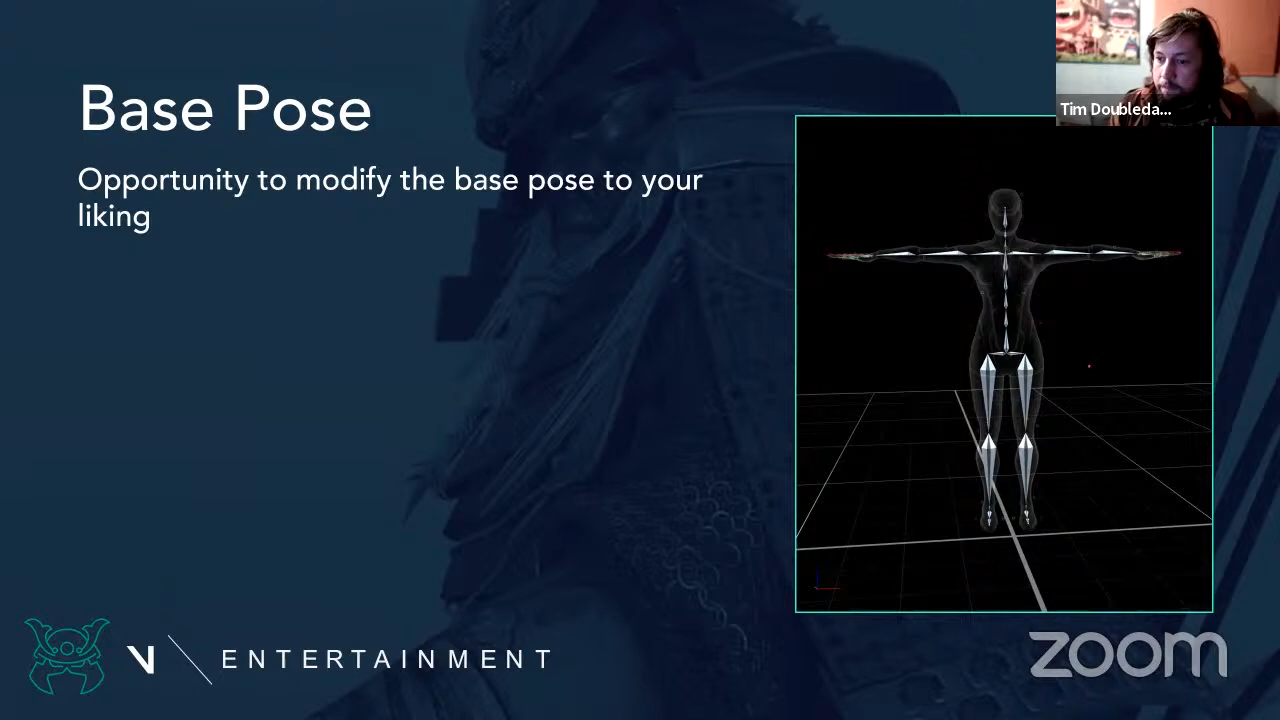 Base Pose
Tim Doubleda...
Opportunity to modify the base pose to your
liking
V ENTERTAINMENT
zoom